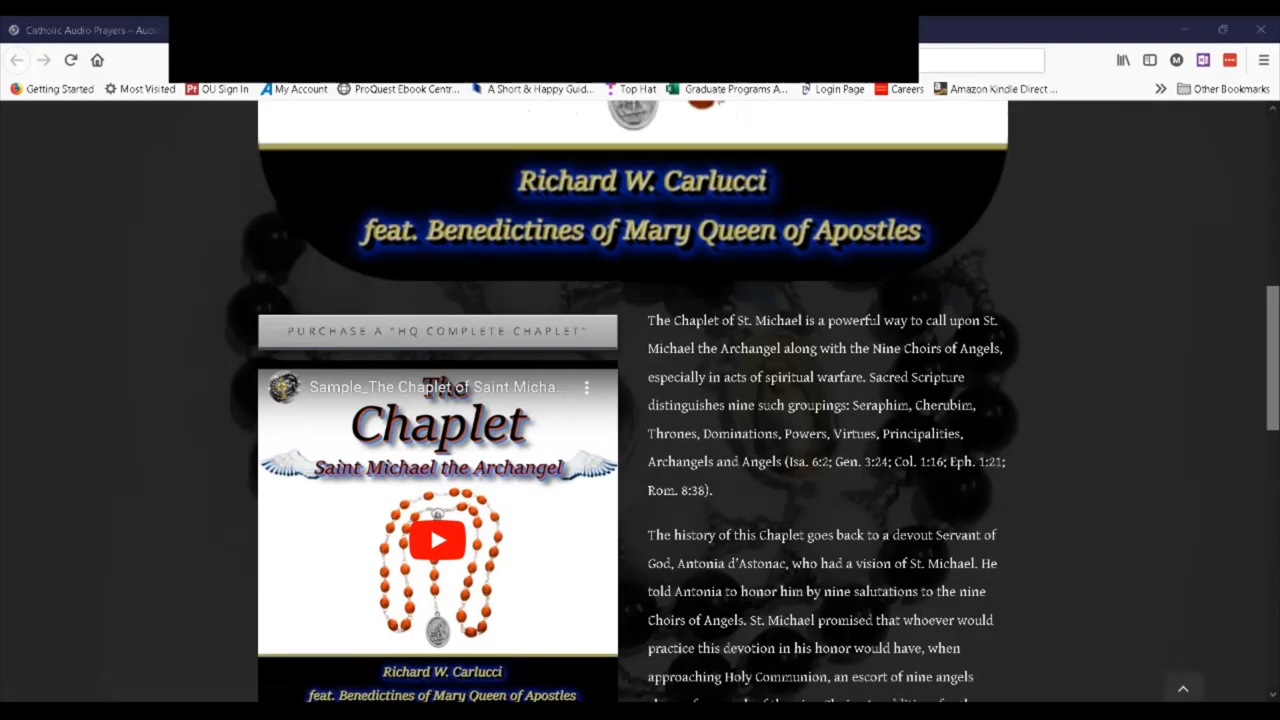 Catholic Audio Prayers – Aud
Getting Started
Most Visited
OU Sign In
My Account
ProQuest Ebook Centr...
A Short & Happy Guid...
Top Hat
Graduate Programs A...
Login Page
Careers
Amazon Kindle Direct ...
Other Bookmarks
Richard W. Carlucci
feat. Benedictines of Mary Queen of Apostles
PURCHASE A "HQ COMPLETE CHAPLET"
Sample_The Chaplet of Saint Micha...
The
Chaplet
Saint Michael the Archangel
Richard W. Carlucci
feat. Benedictines of Mary Queen of Apostles
The Chaplet of St. Michael is a powerful way to call upon St.
Michael the Archangel along with the Nine Choirs of Angels,
especially in acts of spiritual warfare. Sacred Scripture
distinguishes nine such groupings: Seraphim, Cherubim,
Thrones, Dominations, Powers, Virtues, Principalities,
Archangels and Angels (Isa. 6:2; Gen. 3:24; Col. 1:16; Eph. 1:21;
Rom. 8:38).
The history of this Chaplet goes back to a devout Servant of
God, Antonia d'Astonac, who had a vision of St. Michael. He
told Antonia to honor him by nine salutations to the nine
Choirs of Angels. St. Michael promised that whoever would
practice this devotion in his honor would have, when
approaching Holy Communion, an escort of nine angels